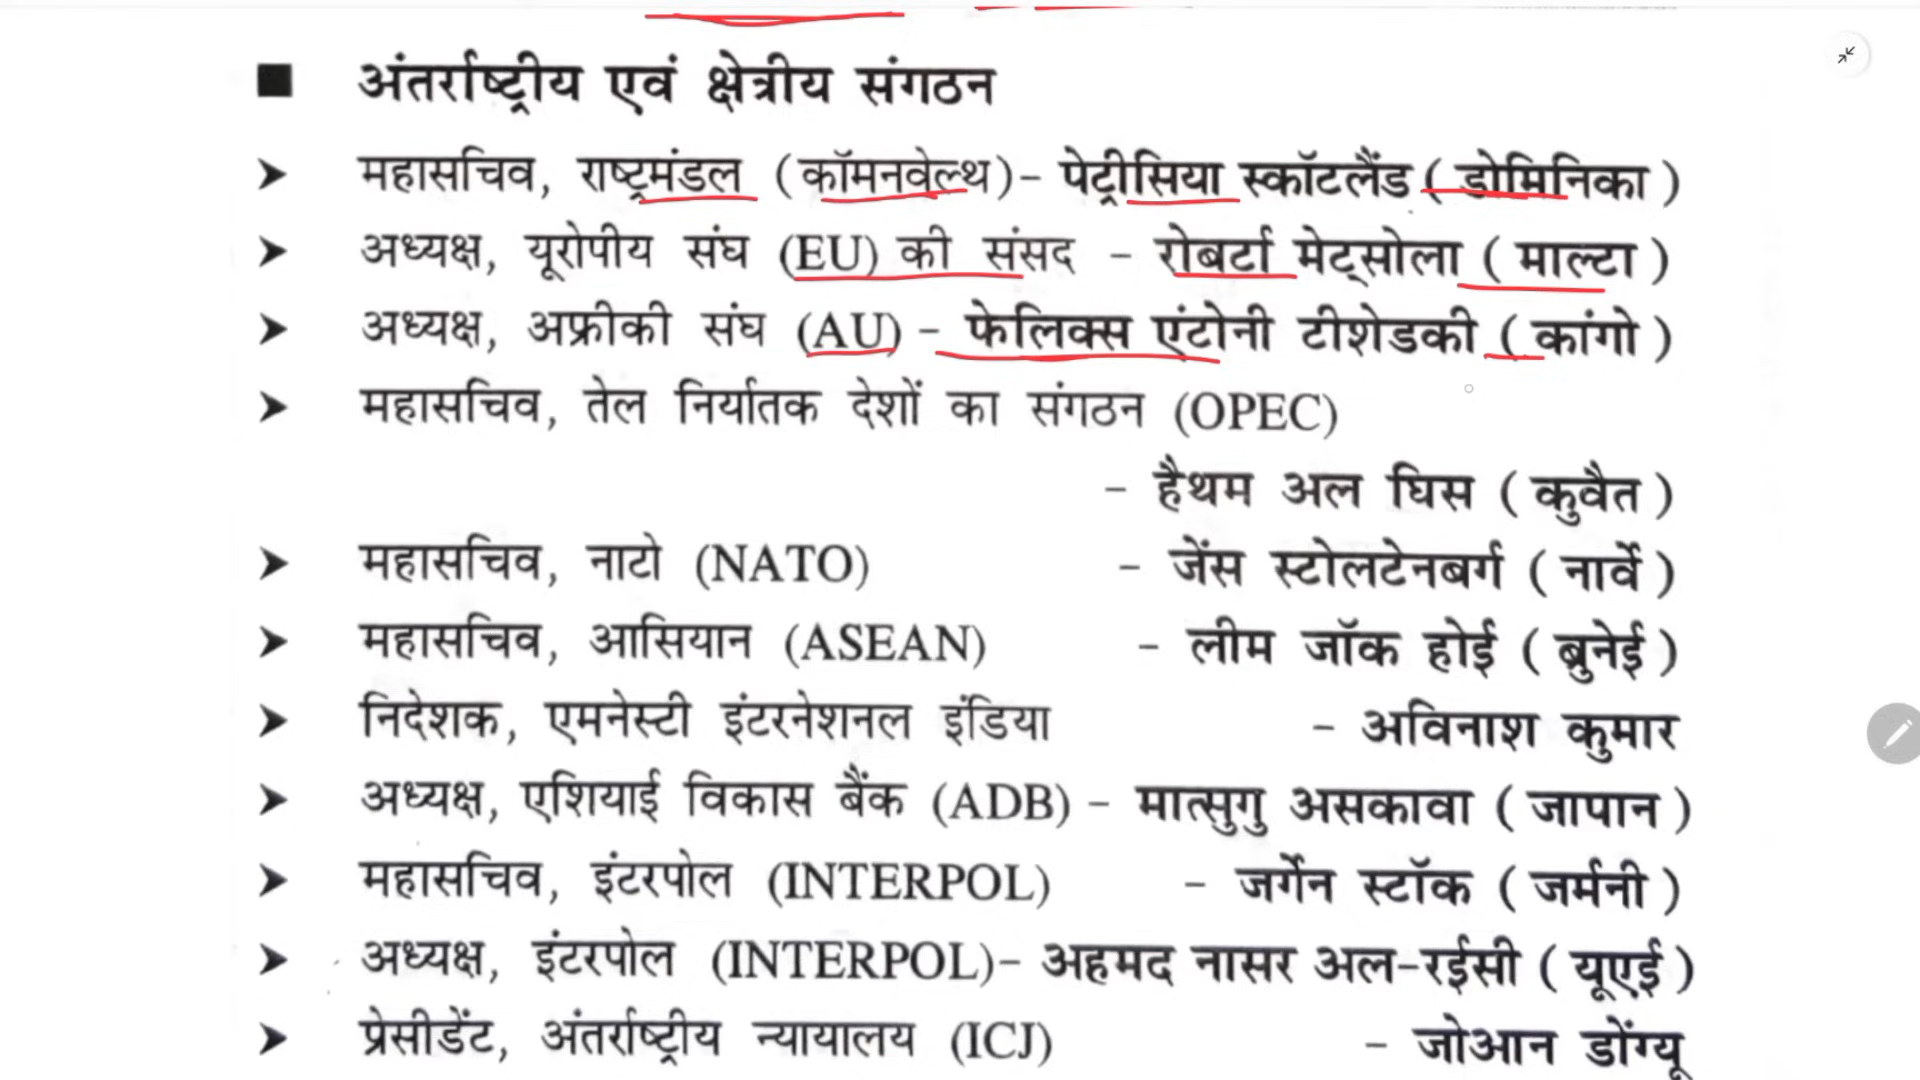 ■ अंतर्राष्ट्रीय एवं क्षेत्रीय संगठन
➤ महासचिव, राष्ट्रमंडल (कॉमनवेल्थ)– पेट्रीसिया स्कॉटलैंड (डोमिनिका)
➤ अध्यक्ष, यूरोपीय संघ (EU) की संसद – रोबर्टा मेट्सोला (माल्टा)
➤ अध्यक्ष, अफ्रीकी संघ (AU) – फेलिक्स एंटोनी टीशेडकी (कांगो)
➤ महासचिव, तेल निर्यातक देशों का संगठन (OPEC)
– हैथम अल घिस (कुवैत)
➤ महासचिव, नाटो (NATO) – जेंस स्टोलटेनबर्ग (नार्वे)
➤ महासचिव, आसियान (ASEAN) – लीम जॉक होई (ब्रुनेई)
➤ निदेशक, एमनेस्टी इंटरनेशनल इंडिया – अविनाश कुमार
➤ अध्यक्ष, एशियाई विकास बैंक (ADB) – मात्सुगु असकावा (जापान)
➤ महासचिव, इंटरपोल (INTERPOL) – जर्गेन स्टॉक (जर्मनी)
➤ अध्यक्ष, इंटरपोल (INTERPOL)– अहमद नासर अल-रईसी (यूएई)
➤ प्रेसीडेंट, अंतर्राष्ट्रीय न्यायालय (ICJ) – जोआन डोंग्यू